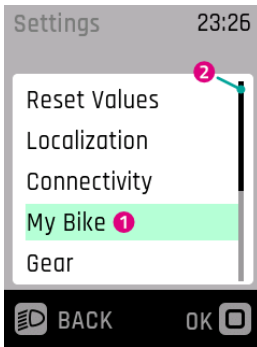 Settings 23:26
2
Reset Values
Localization
Connectivity
My Bike 1
Gear
BACK OK